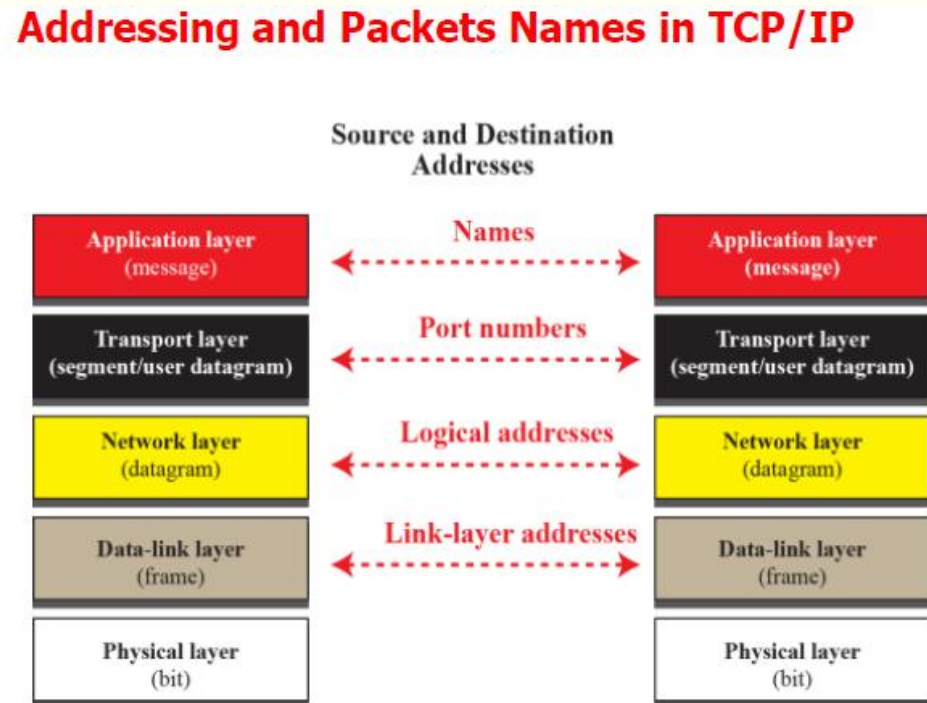 Addressing and Packets Names in TCP/IP
Source and Destination
Addresses
Application layer
(message)
Names
Application layer
(message)
Transport layer
(segment/user datagram)
Port numbers
Transport layer
(segment/user datagram)
Network layer
(datagram)
Logical addresses
Network layer
(datagram)
Data-link layer
(frame)
Link-layer addresses
Data-link layer
(frame)
Physical layer
(bit)
Physical layer
(bit)